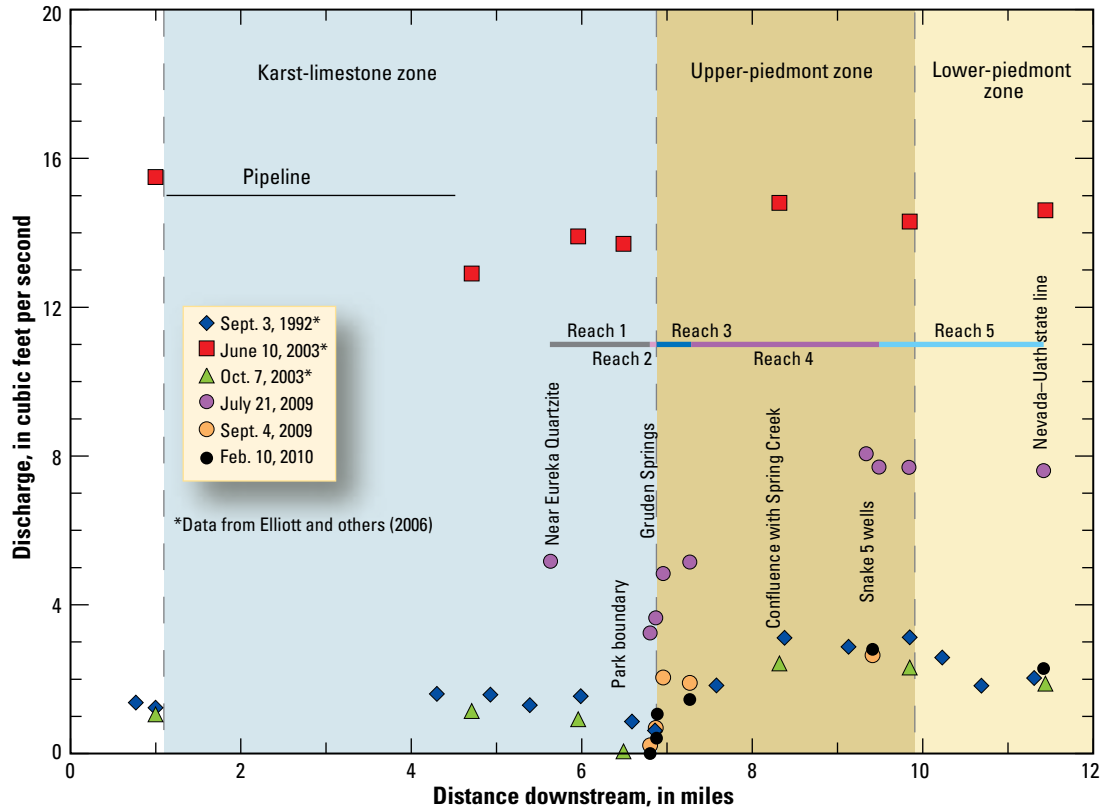 20
16
12
8
4
0
Discharge, in cubic feet per second
Karst-limestone zone
Upper-piedmont zone
Lower-piedmont
zone
Pipeline
Sept. 3, 1992*
June 10, 2003*
Oct. 7, 2003*
July 21, 2009
Sept. 4, 2009
Feb. 10, 2010
*Data from Elliott and others (2006)
Reach 1
Reach 2
Reach 3
Reach 4
Reach 5
Near Eureka Quartzite
Park boundary
Gruden Springs
Confluence with Spring Creek
Snake 5 wells
Nevada–Uath state line
0
2
4
6
8
10
12
Distance downstream, in miles